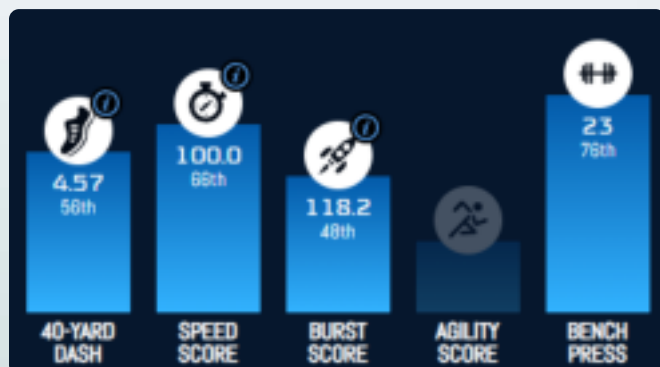 4.57
56th
100.0
66th
118.2
48th
23
76th
40-YARD
DASH
SPEED
SCORE
BURST
SCORE
AGILITY
SCORE
BENCH
PRESS